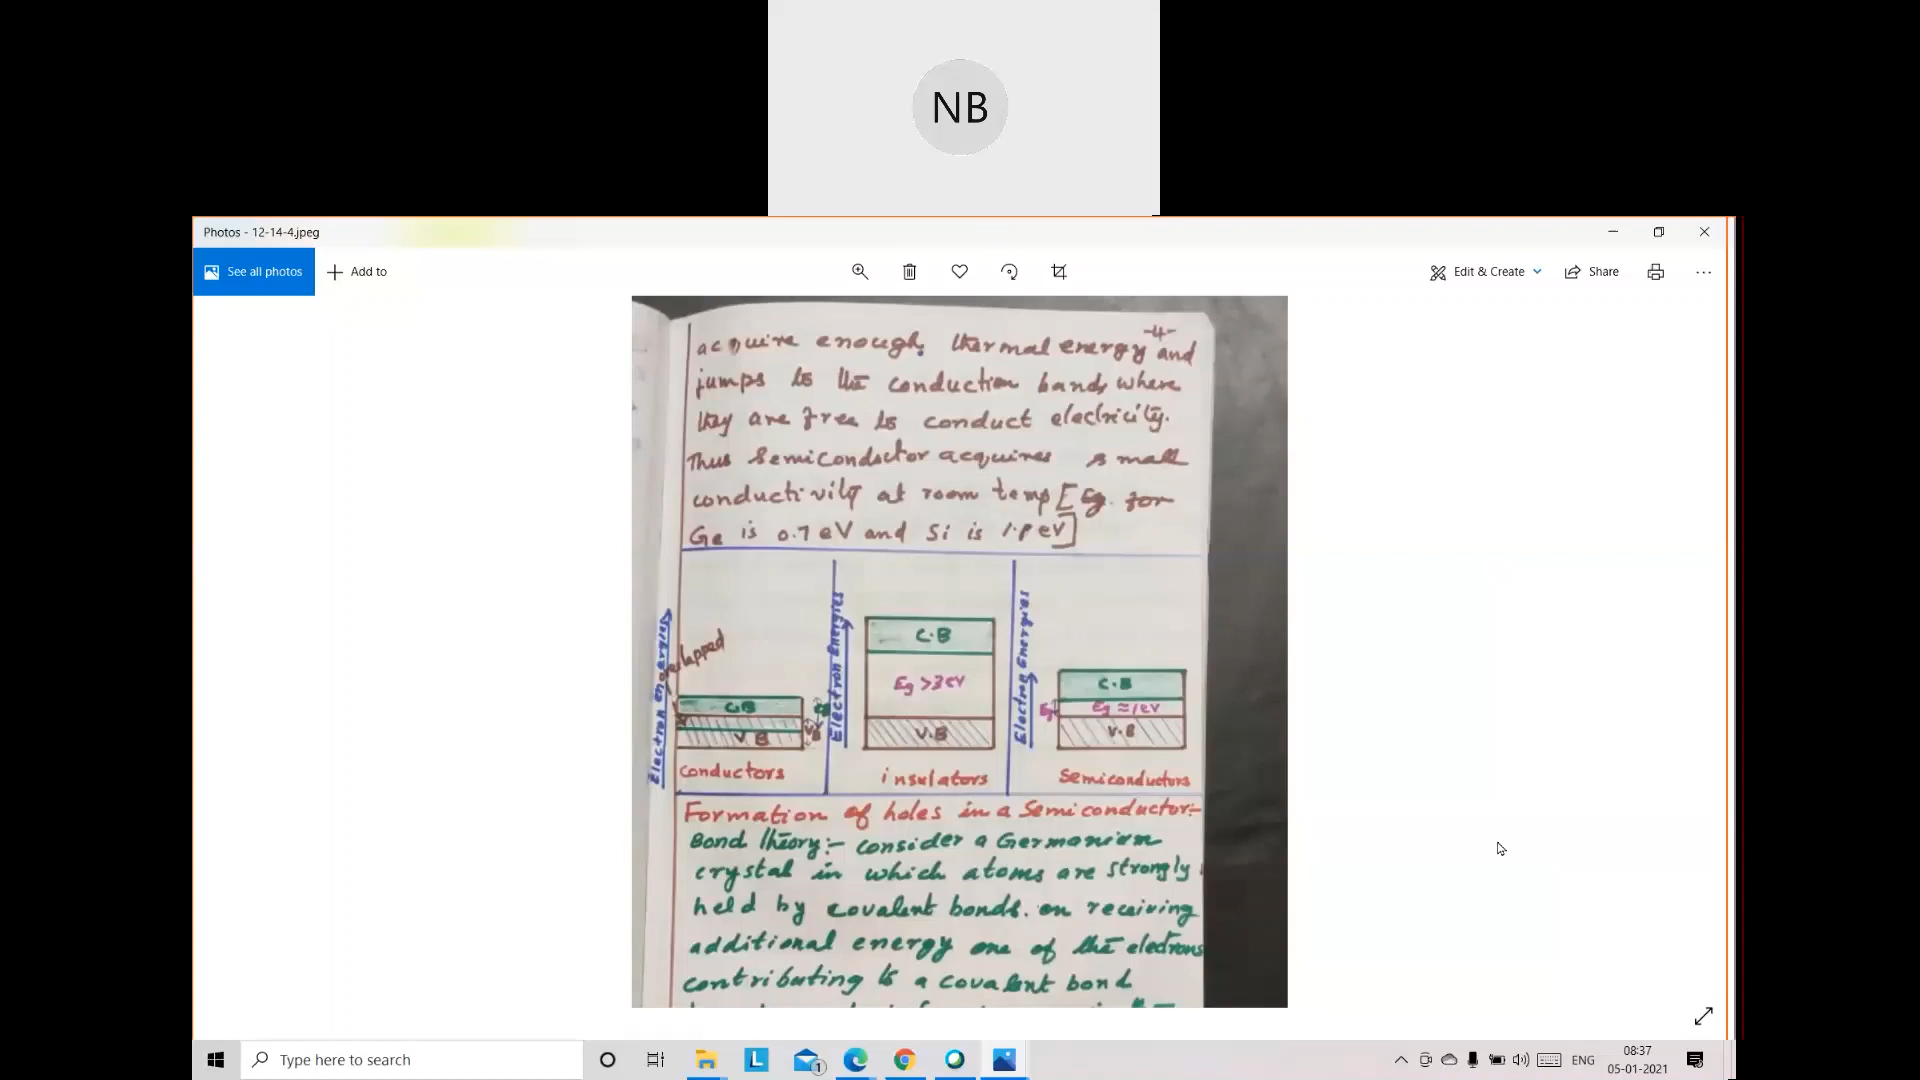 NB
Photos - 12-14-4.jpeg
See all photos
Add to
Edit & Create
Share
-4-
acquire enough thermal energy and
jumps to the conduction band, where
they are free to conduct electricity.
Thus Semiconductor acquires small
conductivity at room temp [Eg. for
Ge is 0.7 eV and Si is eV]
Electron energies
overlapped
C.B
V.B
conductors
Electron Energies
C.B
Eg >3ev
V.B
insulators
Electron Energies
C.B
Eg
Eg ≈1ev
V.B
Semiconductors
Formation of holes in a Semiconductor:-
Bond theory:- consider a Germanium
crystal in which atoms are strongly
held by covalent bonds. on receiving
additional energy one of the electrons
contributing to a covalent bond
Type here to search
L
1
ENG
08:37
05-01-2021